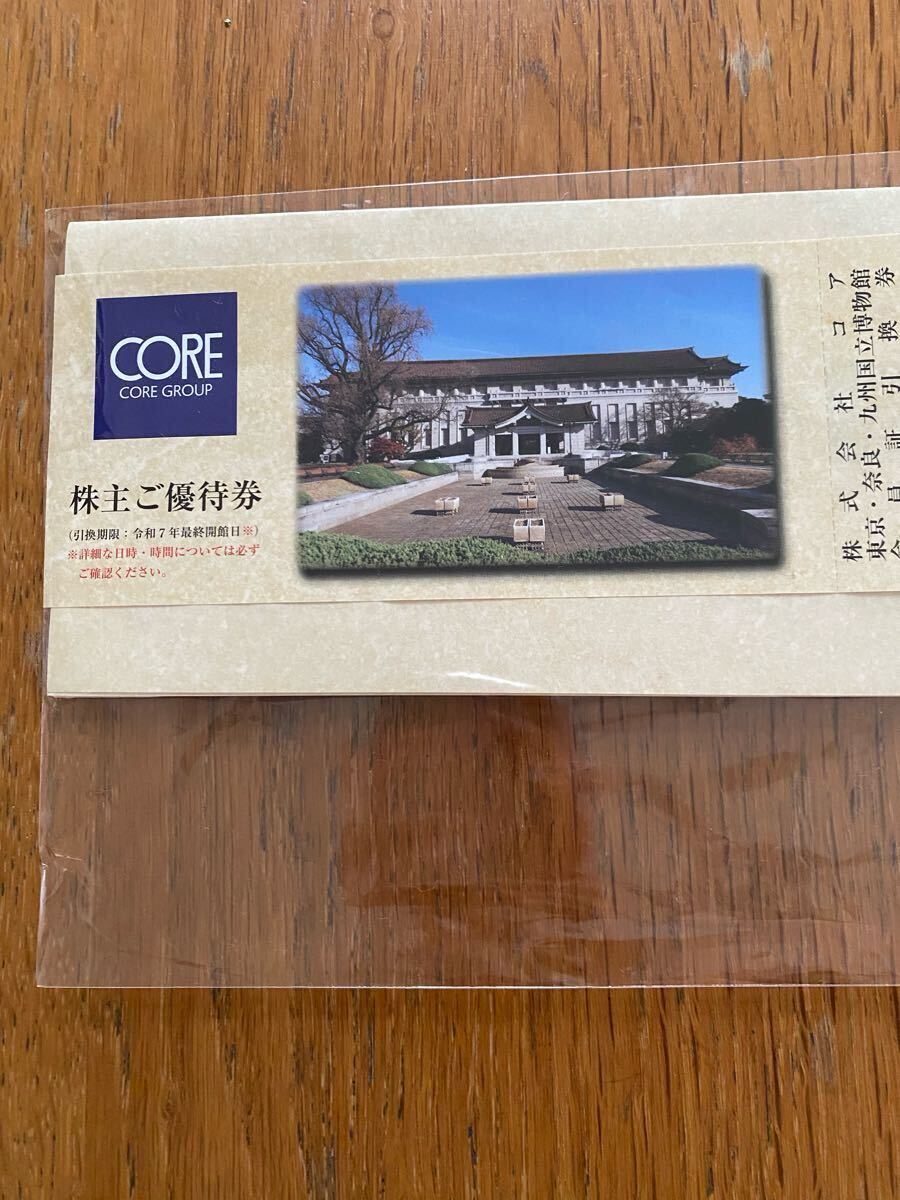 CORE
CORE GROUP
株主ご優待券
(引換期限：令和7年最終開館日※)
※詳細な日時・時間については必ず
ご確認ください。
株式会社コア
東京・奈良・九州国立博物館
会員証引換券